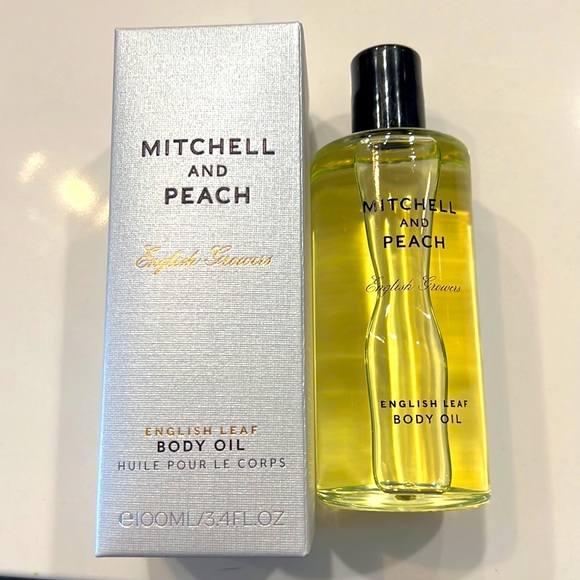 MITCHELL
AND
PEACH
English Growers
ENGLISH LEAF
BODY OIL
HUILE POUR LE CORPS
℮100ML/3.4FL.OZ
MITCHELL
AND
PEACH
English Growers
ENGLISH LEAF
BODY OIL